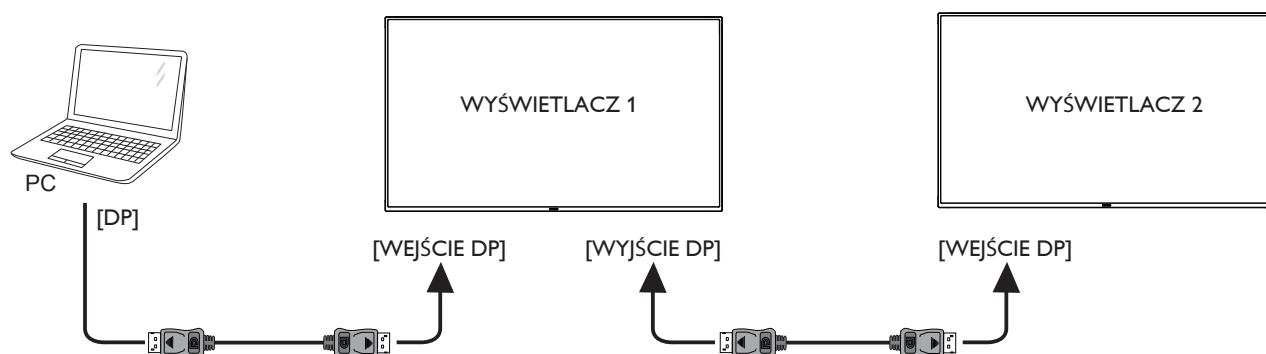 WYŚWIETLACZ 1
WYŚWIETLACZ 2
PC
[DP]
[WEJŚCIE DP]
[WYJŚCIE DP]
[WEJŚCIE DP]